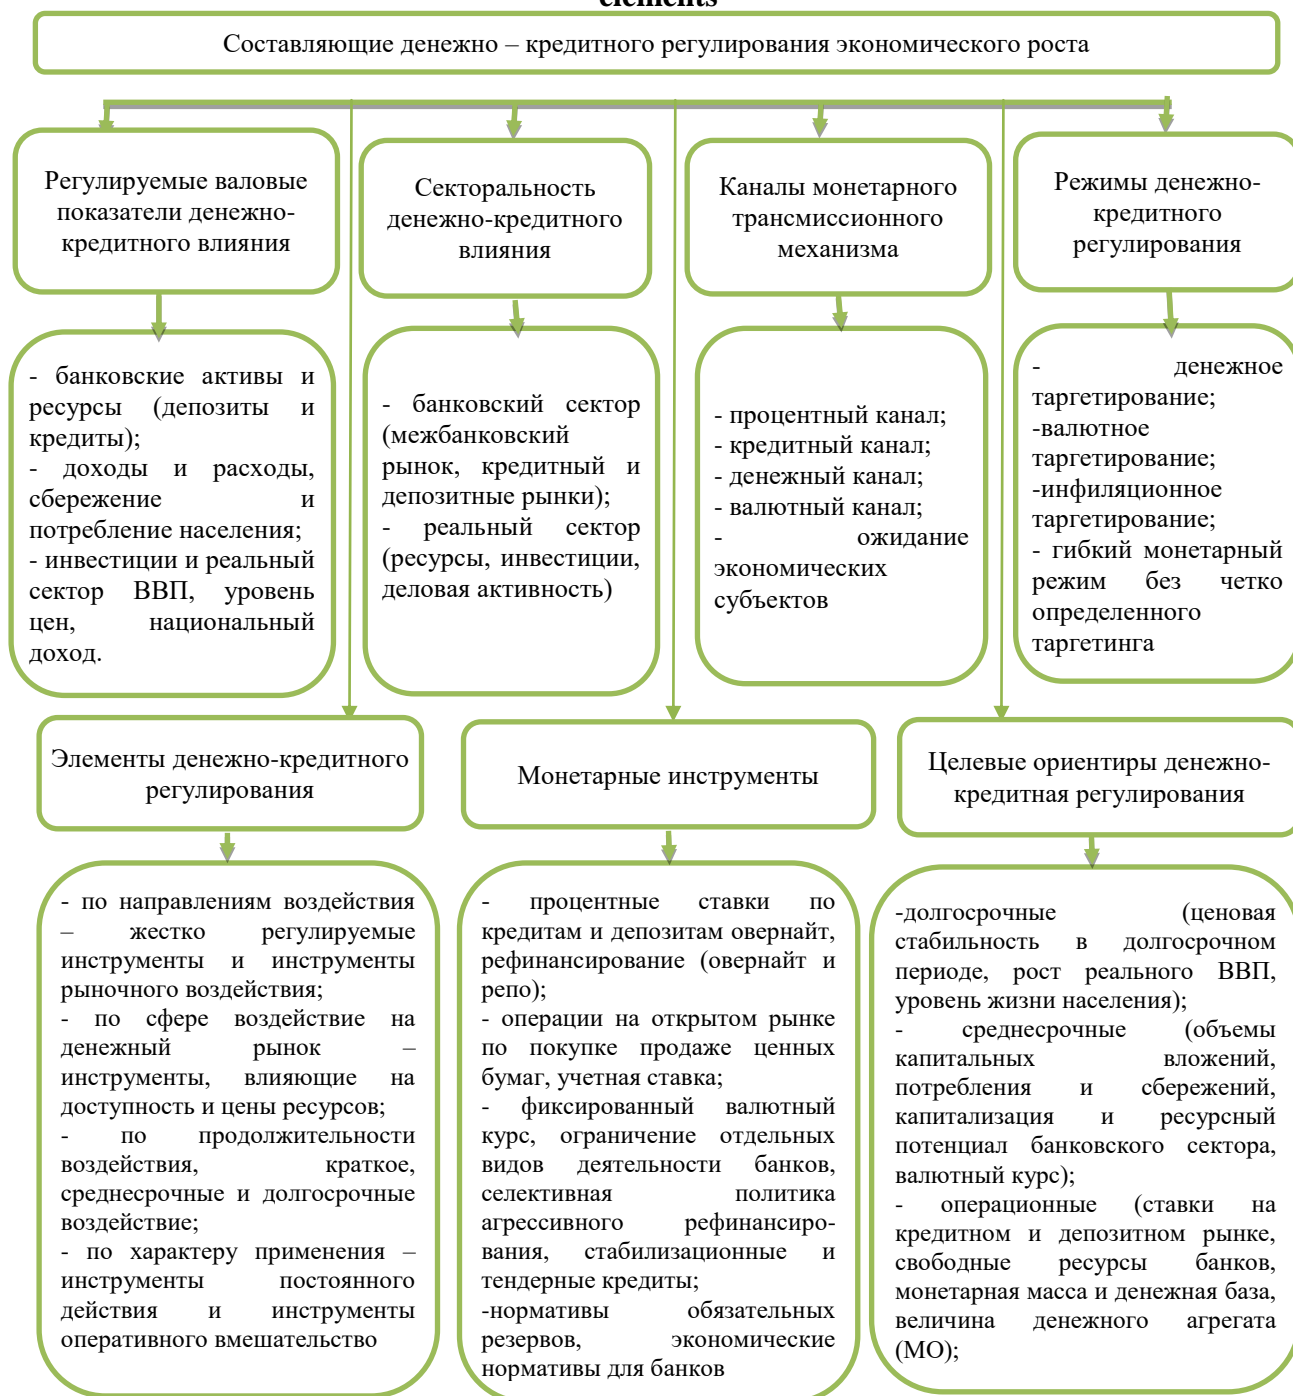 elements
Составляющие денежно – кредитного регулирования экономического роста
Регулируемые валовые
показатели денежно-
кредитного влияния
Секторальность
денежно-кредитного
влияния
Каналы монетарного
трансмиссионного
механизма
Режимы денежно-
кредитного
регулирования
- банковские активы и
ресурсы (депозиты и
кредиты);
- доходы и расходы,
сбережение и
потребление населения;
- инвестиции и реальный
сектор ВВП, уровень
цен, национальный
доход.
- банковский сектор
(межбанковский
рынок, кредитный и
депозитные рынки);
- реальный сектор
(ресурсы, инвестиции,
деловая активность)
- процентный канал;
- кредитный канал;
- денежный канал;
- валютный канал;
- ожидание
экономических
субъектов
- денежное
таргетирование;
-валютное
таргетирование;
-инфиляционное
таргетирование;
- гибкий монетарный
режим без четко
определенного
таргетинга
Элементы денежно-кредитного
регулирования
Монетарные инструменты
Целевые ориентиры денежно-
кредитная регулирования
- по направлениям воздействия
– жестко регулируемые
инструменты и инструменты
рыночного воздействия;
- по сфере воздействие на
денежный рынок –
инструменты, влияющие на
доступность и цены ресурсов;
- по продолжительности
воздействия, краткое,
среднесрочные и долгосрочные
воздействие;
- по характеру применения –
инструменты постоянного
действия и инструменты
оперативного вмешательство
- процентные ставки по
кредитам и депозитам овернайт,
рефинансирование (овернайт и
репо);
- операции на открытом рынке
по покупке продаже ценных
бумаг, учетная ставка;
- фиксированный валютный
курс, ограничение отдельных
видов деятельности банков,
селективная политика
агрессивного рефинансиро-
вания, стабилизационные и
тендерные кредиты;
-нормативы обязательных
резервов, экономические
нормативы для банков
-долгосрочные (ценовая
стабильность в долгосрочном
периоде, рост реального ВВП,
уровень жизни населения);
- среднесрочные (объемы
капитальных вложений,
потребления и сбережений,
капитализация и ресурсный
потенциал банковского сектора,
валютный курс);
- операционные (ставки на
кредитном и депозитном рынке,
свободные ресурсы банков,
монетарная масса и денежная база,
величина денежного агрегата
(МО);